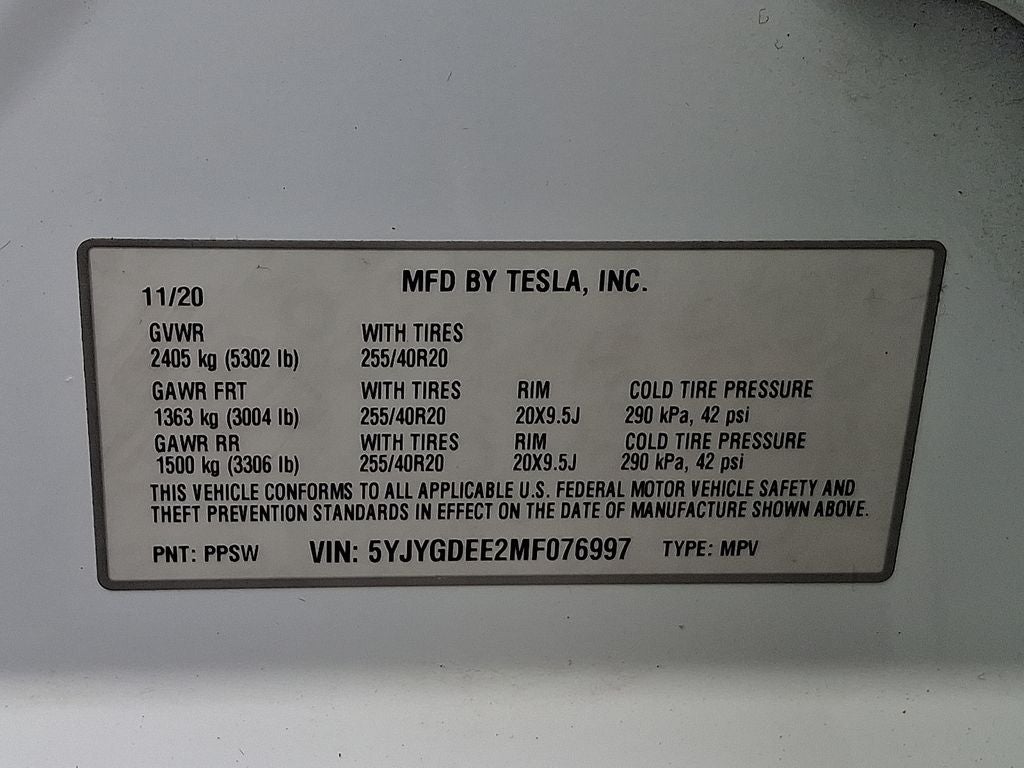 MFD BY TESLA, INC.
11/20
GVWR WITH TIRES
2405 kg (5302 lb) 255/40R20
GAWR FRT WITH TIRES RIM COLD TIRE PRESSURE
1363 kg (3004 lb) 255/40R20 20X9.5J 290 kPa, 42 psi
GAWR RR WITH TIRES RIM COLD TIRE PRESSURE
1500 kg (3306 lb) 255/40R20 20X9.5J 290 kPa, 42 psi
THIS VEHICLE CONFORMS TO ALL APPLICABLE U.S. FEDERAL MOTOR VEHICLE SAFETY AND
THEFT PREVENTION STANDARDS IN EFFECT ON THE DATE OF MANUFACTURE SHOWN ABOVE.
PNT: PPSW VIN: 5YJYGDEE2MF076997 TYPE: MPV